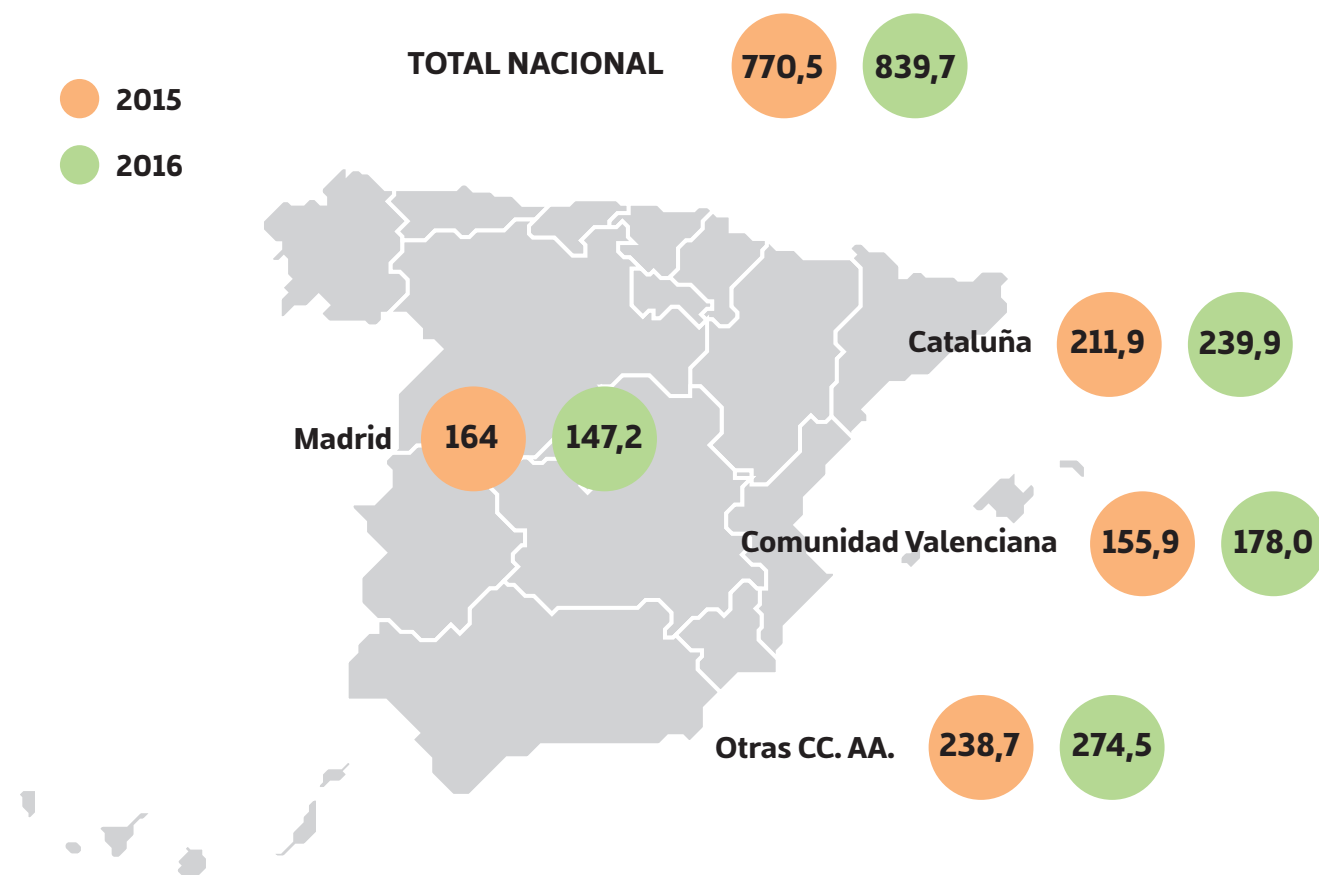 TOTAL NACIONAL 770,5 839,7
2015
2016
Cataluña 211,9 239,9
Madrid 164 147,2
Comunidad Valenciana 155,9 178,0
Otras CC. AA. 238,7 274,5